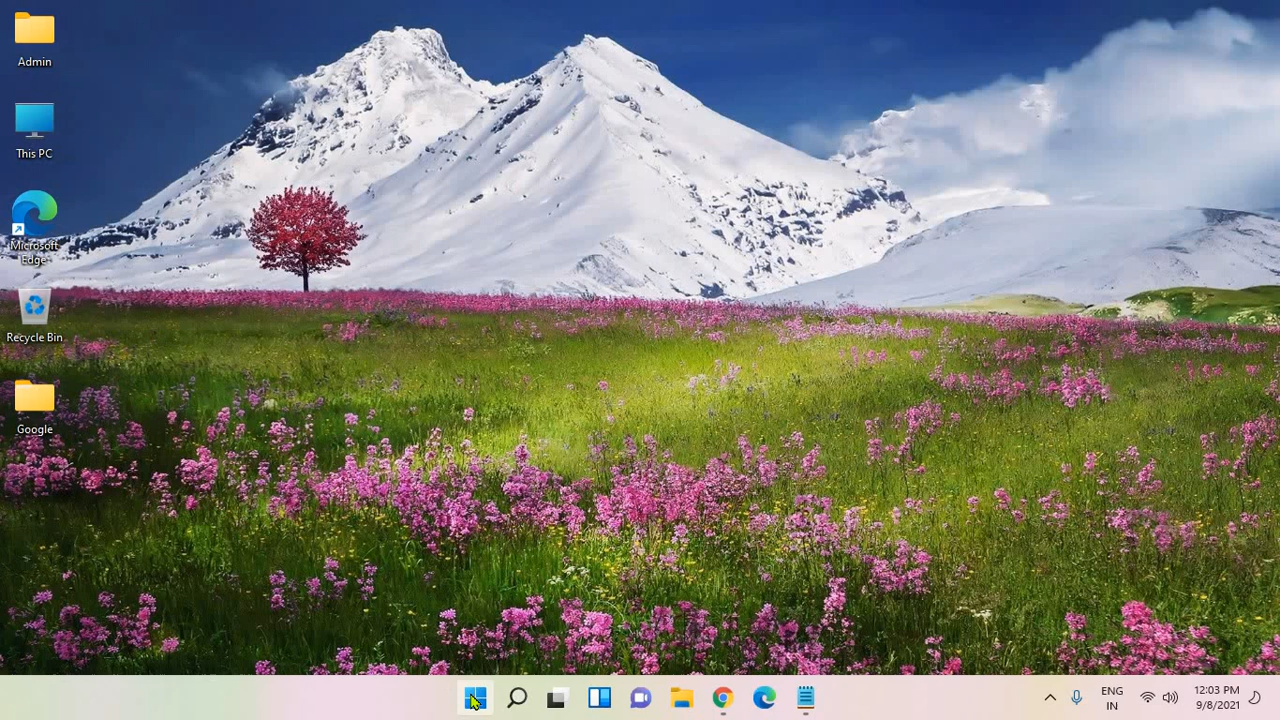 Admin
This PC
Microsoft
Edge
Recycle Bin
Google
ENG
IN
12:03 PM
9/8/2021